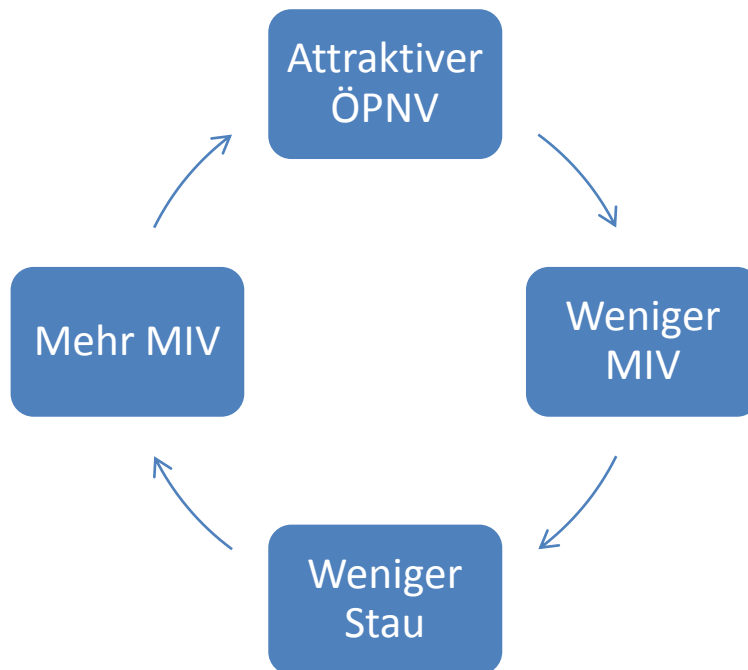 Attraktiver
ÖPNV
Weniger
MIV
Weniger
Stau
Mehr MIV